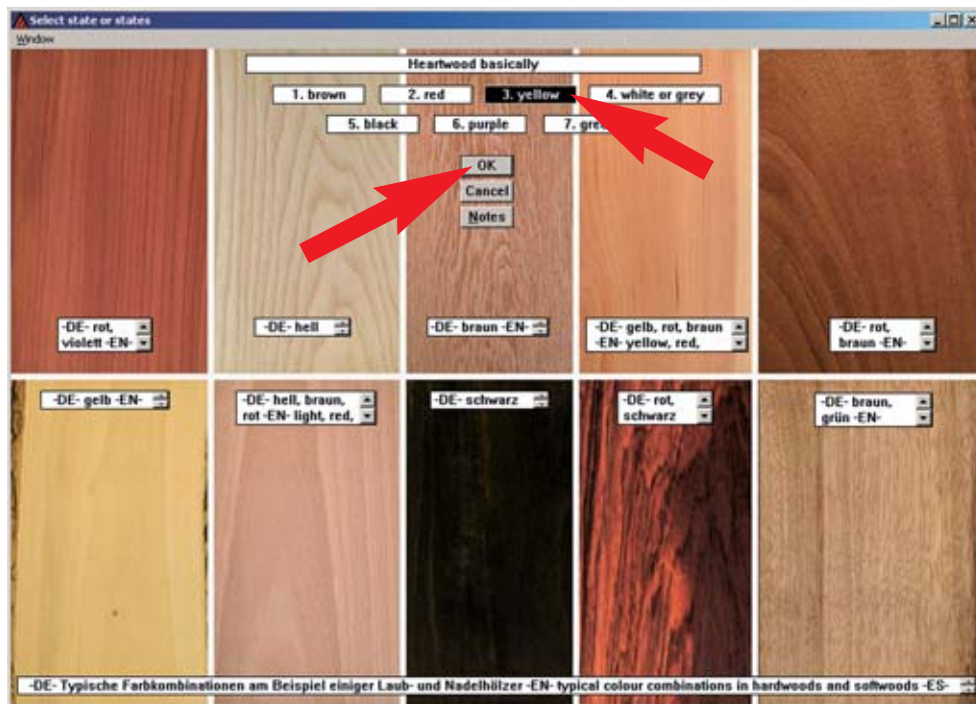 Select state or states
Window
Heartwood basically
1. brown
2. red
3. yellow
4. white or grey
5. black
6. purple
OK
Cancel
Notes
-DE- rot,
violett -EN-
-DE- hell
-DE- braun -EN-
-DE- gelb, rot, braun
-EN- yellow, red,
-DE- rot,
braun -EN-
-DE- gelb -EN-
-DE- hell, braun,
rot -EN- light, red,
-DE- schwarz
-DE- rot,
schwarz
-DE- braun,
grün -EN-
-DE- Typische Farbkombinationen am Beispiel einiger Laub- und Nadelhölzer -EN- typical colour combinations in hardwoods and softwoods -ES-